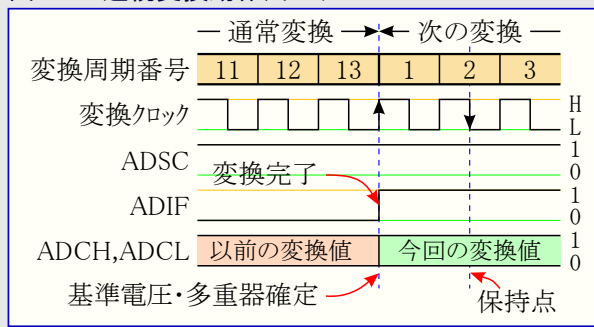 通常変換 次の変換
変換周期番号 11 12 13 1 2 3
変換クロック H
L
ADSC 1
0
変換完了
ADIF 1
0
ADCH,ADCL 以前の変換値 今回の変換値 1
0
基準電圧・多重器確定 保持点